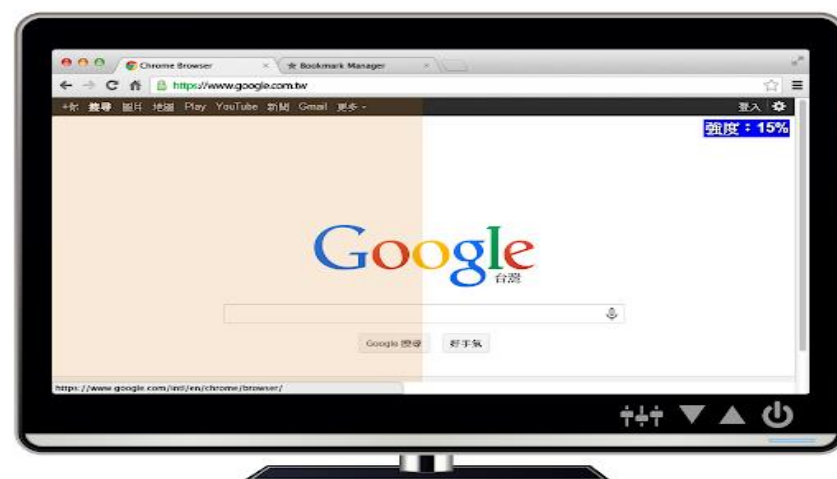 Chrome Browser
Bookmark Manager
https://www.google.com.tw
搜尋 圖片 地圖 Play YouTube 新聞 Gmail 更多
登入
強度：15%
Google
台灣
Google 搜尋
好手氣
https://www.google.com/intl/en/chrome/browser/